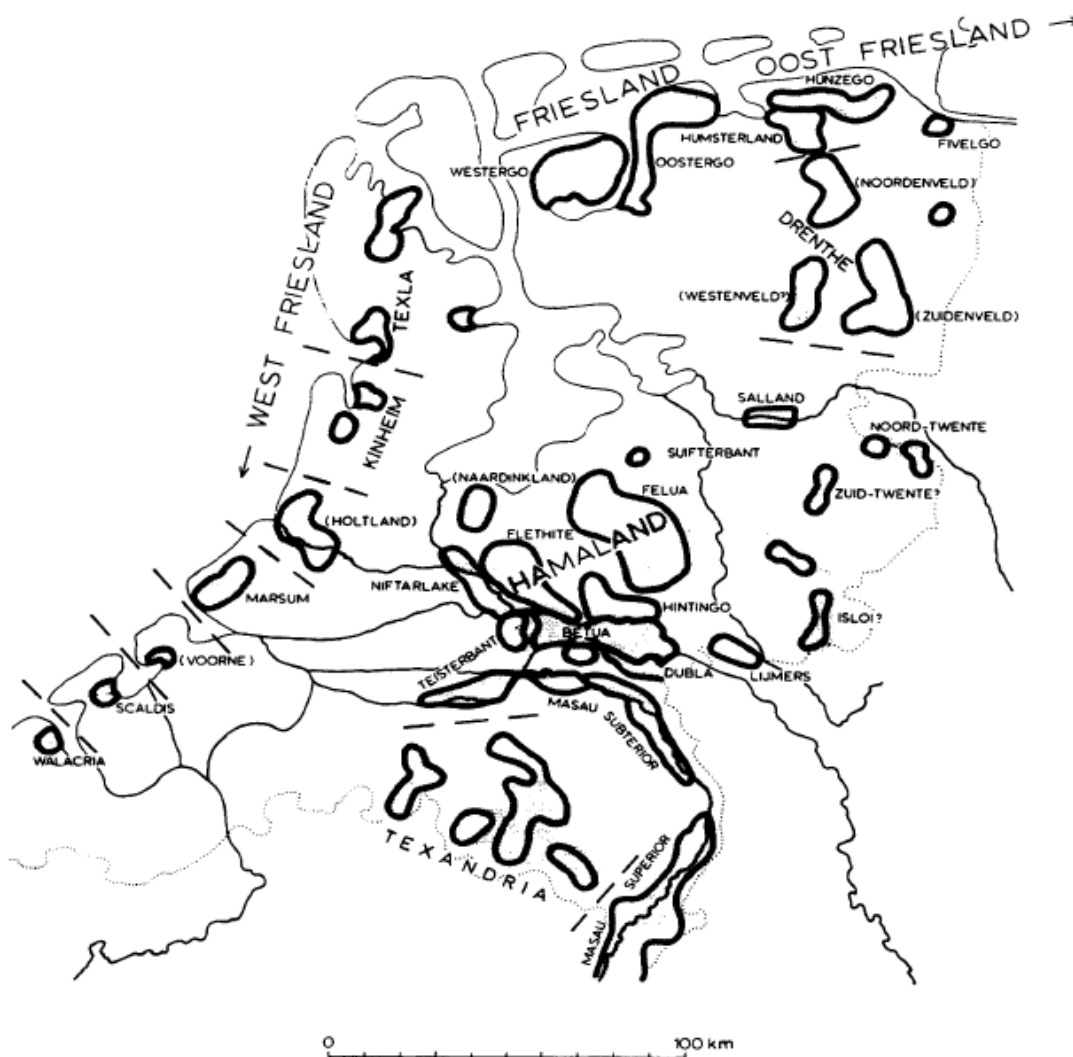 OOST FRIESLAND →
FRIESLAND
HUNZEGO
HUMSTERLAND
FIVELGO
WESTERGO
OOSTERGO
(NOORDENVELD)
DRENTHE
← WEST FRIESLAND
TEXLA
(WESTENVELD?)
(ZUIDENVELD)
KINHEIM
SALLAND
NOORD-TWENTE
SUIFTERBANT
(NAARDINKLAND)
FELUA
ZUID-TWENTE?
(HOLTLAND)
FLETHITE
HAMALAND
NIFTARLAKE
MARSUM
HINTINGO
ISLOI?
BETUA
(VOORNE)
TEISTERBANT
DUBLA
LIJMERS
SCALDIS
MASAU SUBTERIOR
WALACRIA
TEXANDRIA
MASAU SUPERIOR
0 100 km